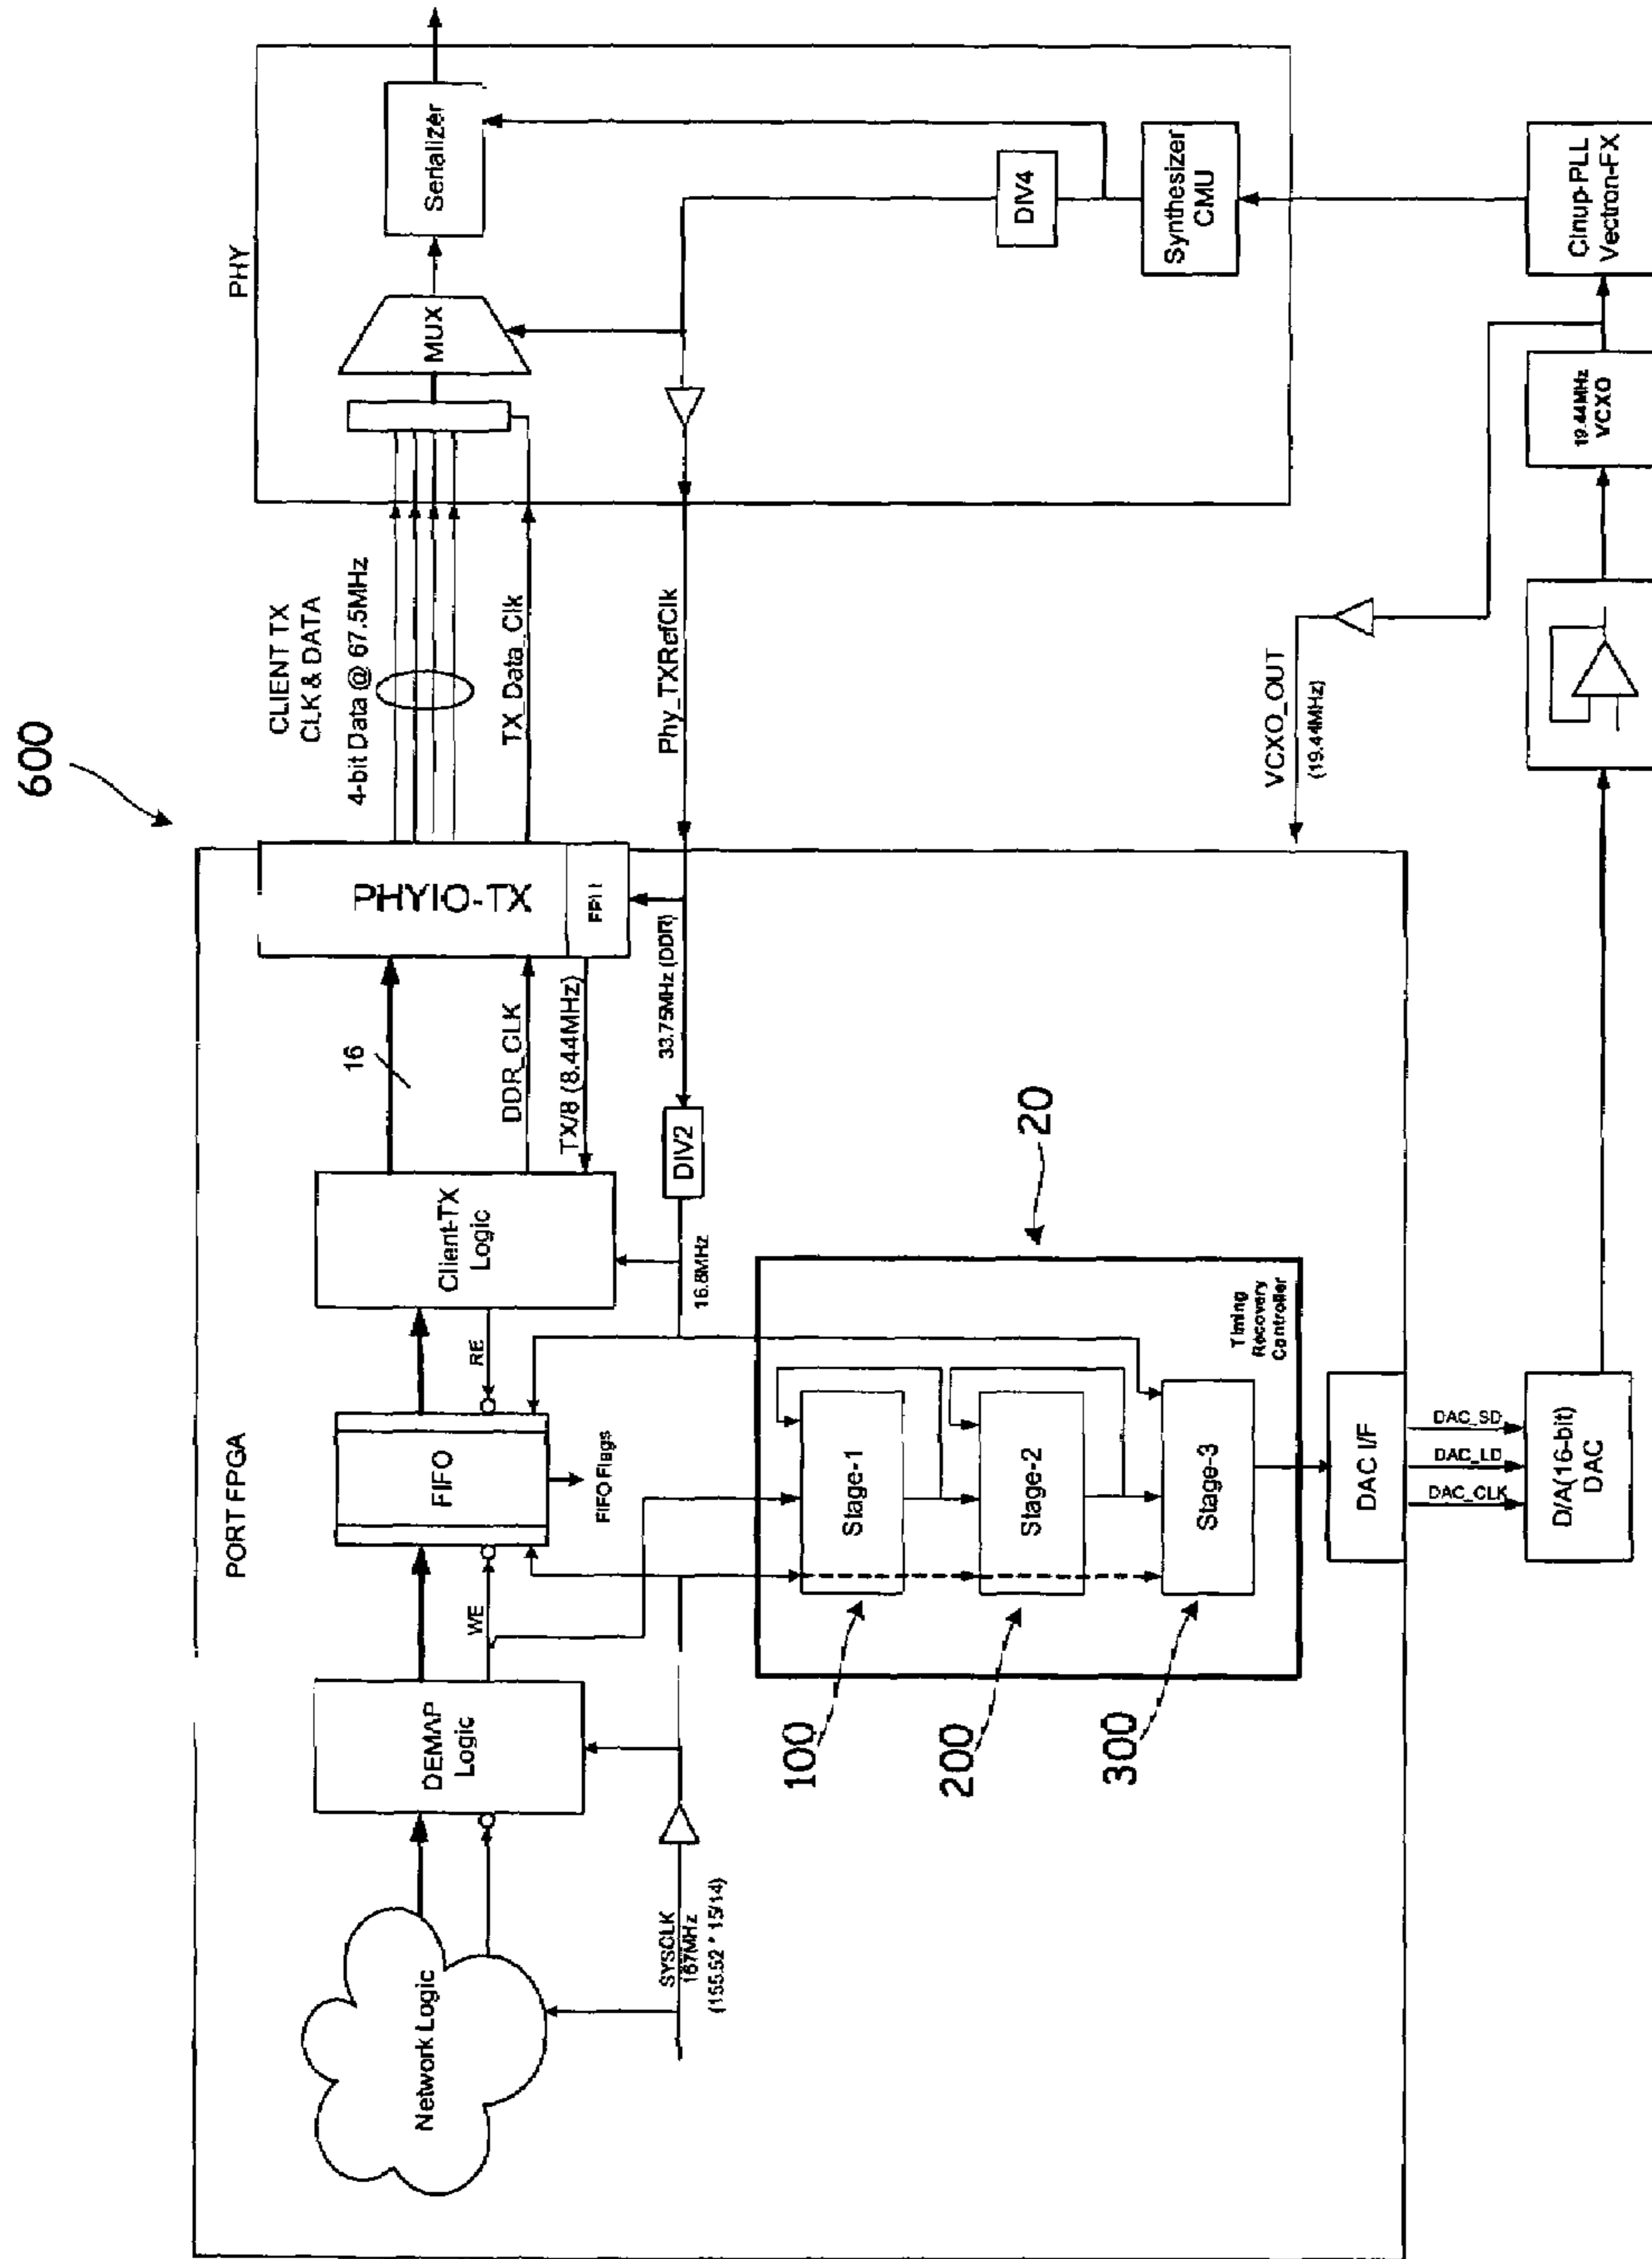 600
PORT FPGA
Network Logic
SYSCLK
167MHz
(155.52 * 15/14)
DEMAP
Logic
WE
FIFO
FIFO Flags
RE
Client-TX
Logic
16
DDR_CLK
TX/8 (8.44MHz)
PHYIO-TX
DIV2
33.75MHz (DDR)
16.8MHz
CLIENT TX
CLK & DATA
4-bit Data @ 67.5MHz
TX_Data_Clk
Phy_TXRefClk
VCXO_OUT
(19.44MHz)
PHY
MUX
Serializer
DIV4
Synthesizer
CMU
20
Timing
Recovery
Controller
Stage-1
Stage-2
Stage-3
100
200
300
DAC I/F
DAC_SD
DAC_LD
DAC_CLK
D/A(16-bit)
DAC
19.44MHz
VCXO
Clnup-PLL
Vectron-FX